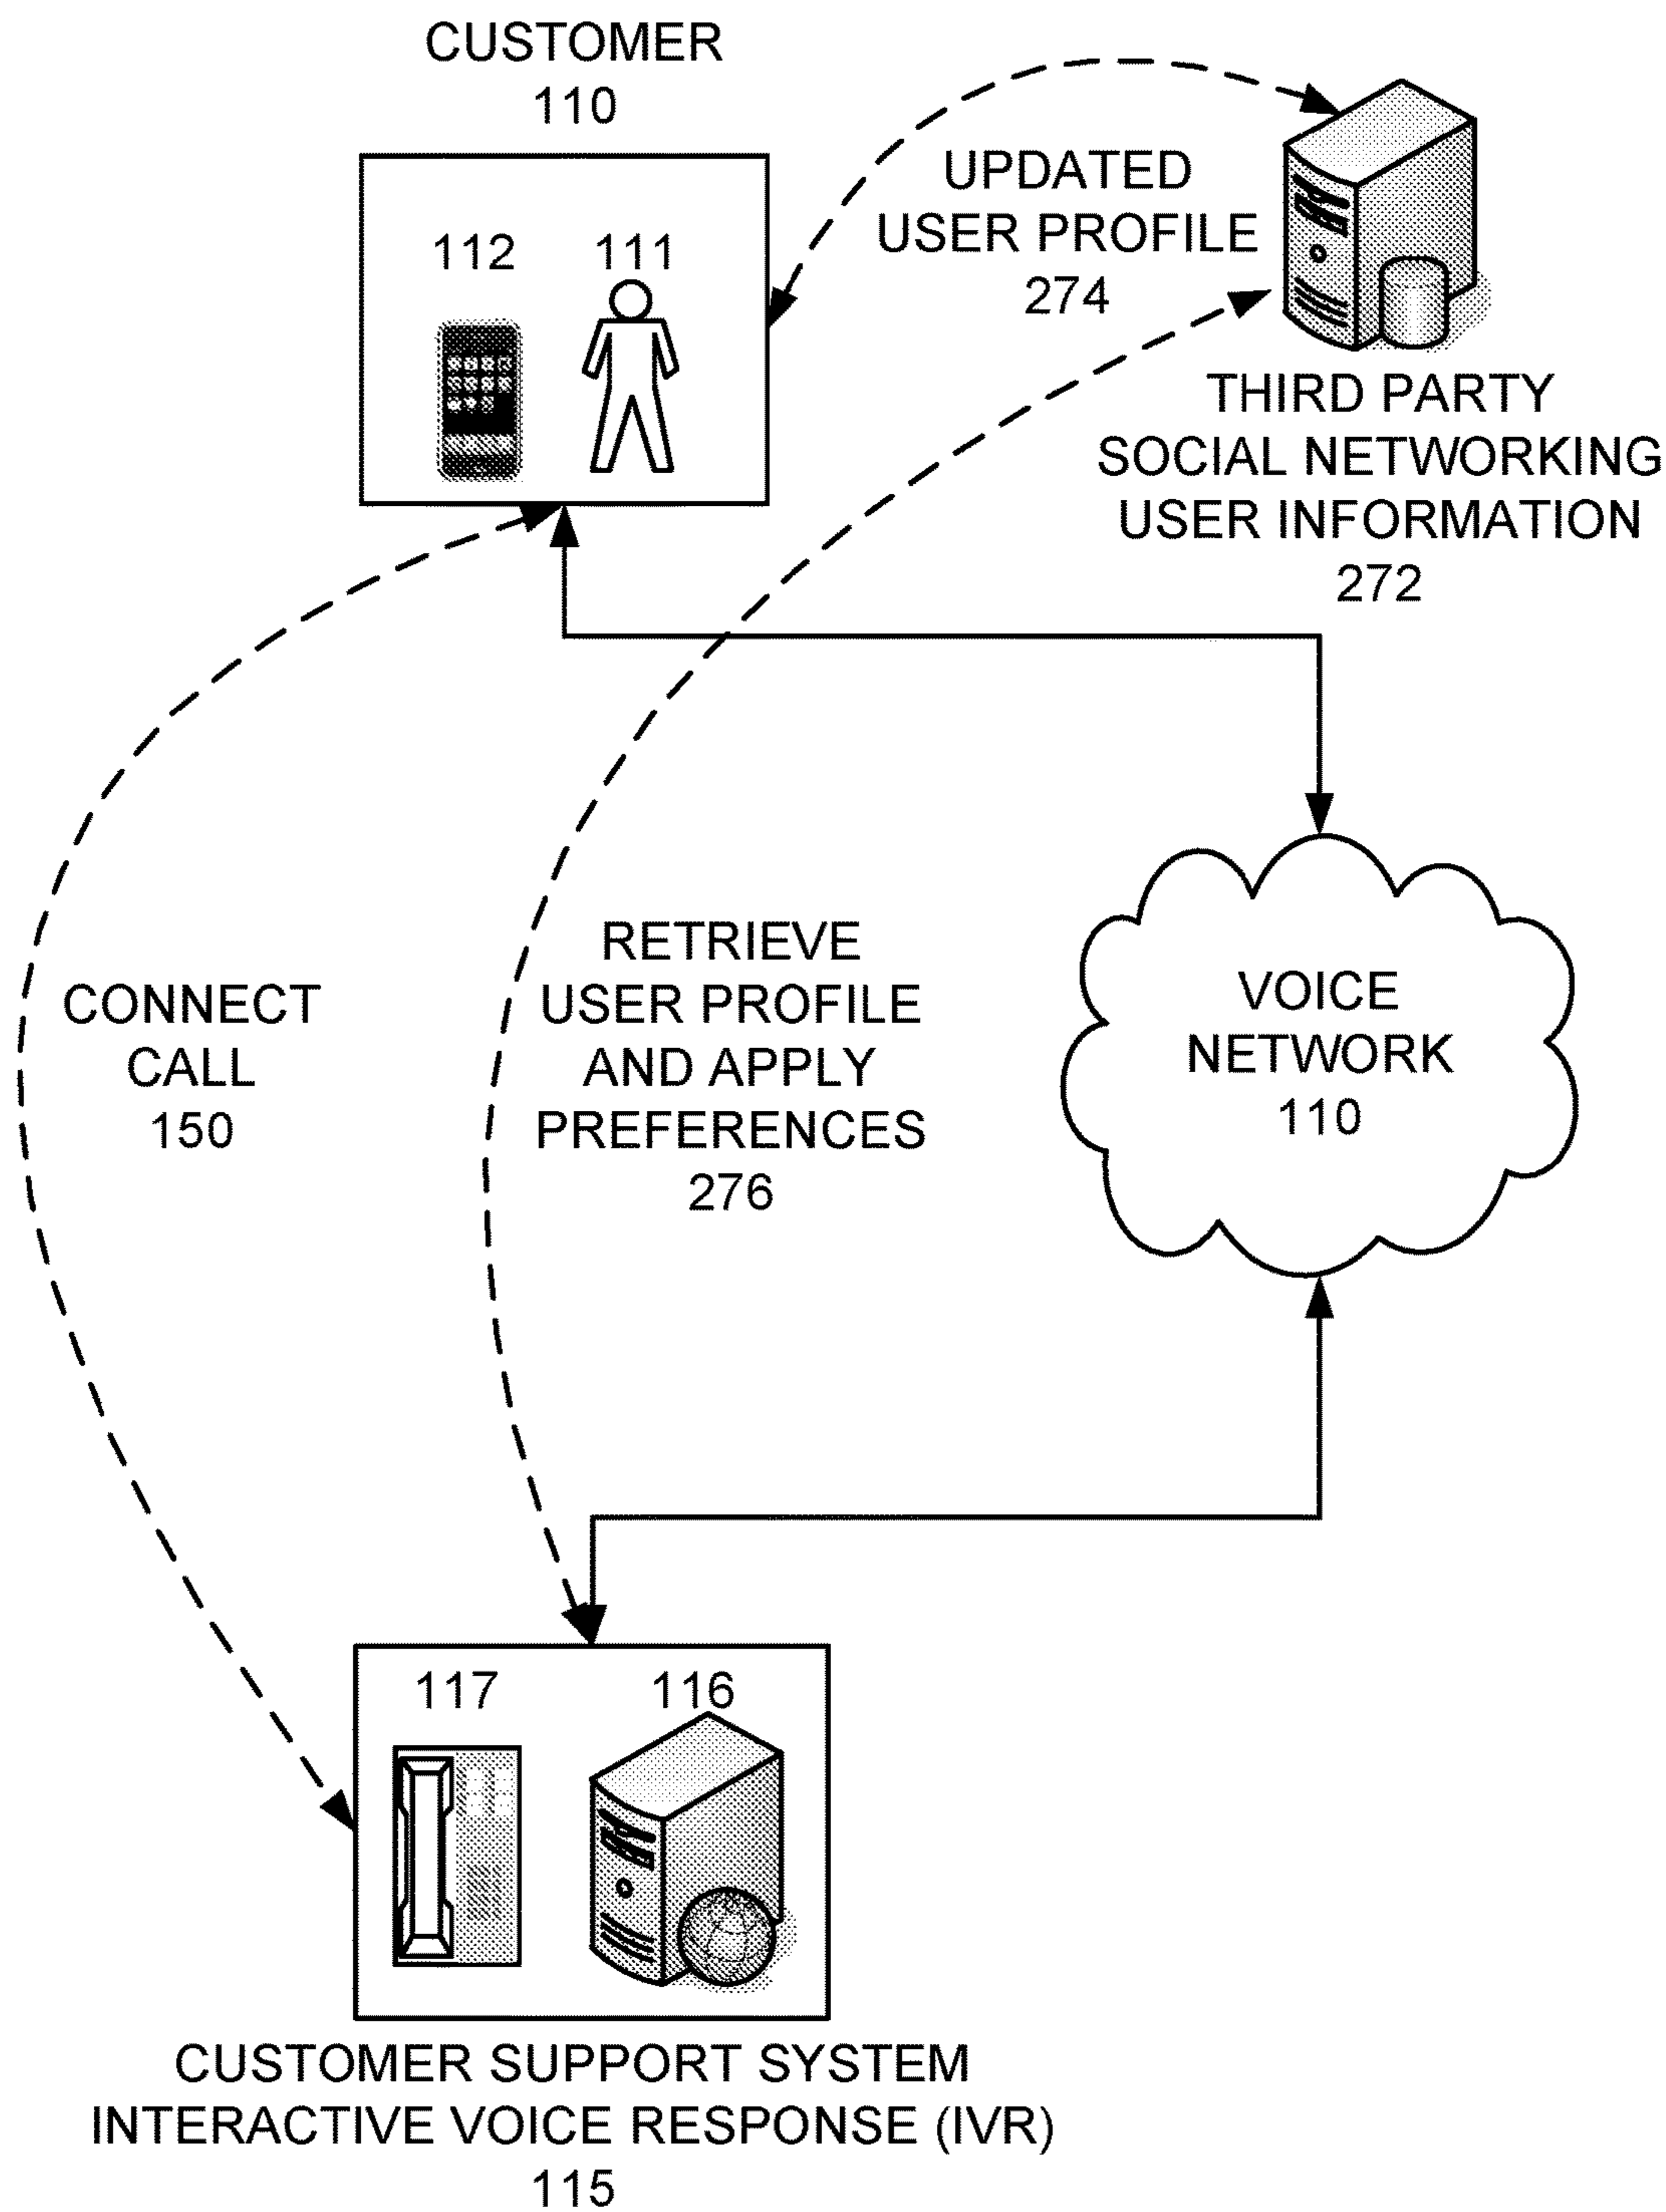 CUSTOMER
110
112
111
UPDATED
USER PROFILE
274
THIRD PARTY
SOCIAL NETWORKING
USER INFORMATION
272
CONNECT
CALL
150
RETRIEVE
USER PROFILE
AND APPLY
PREFERENCES
276
VOICE
NETWORK
110
117
116
CUSTOMER SUPPORT SYSTEM
INTERACTIVE VOICE RESPONSE (IVR)
115